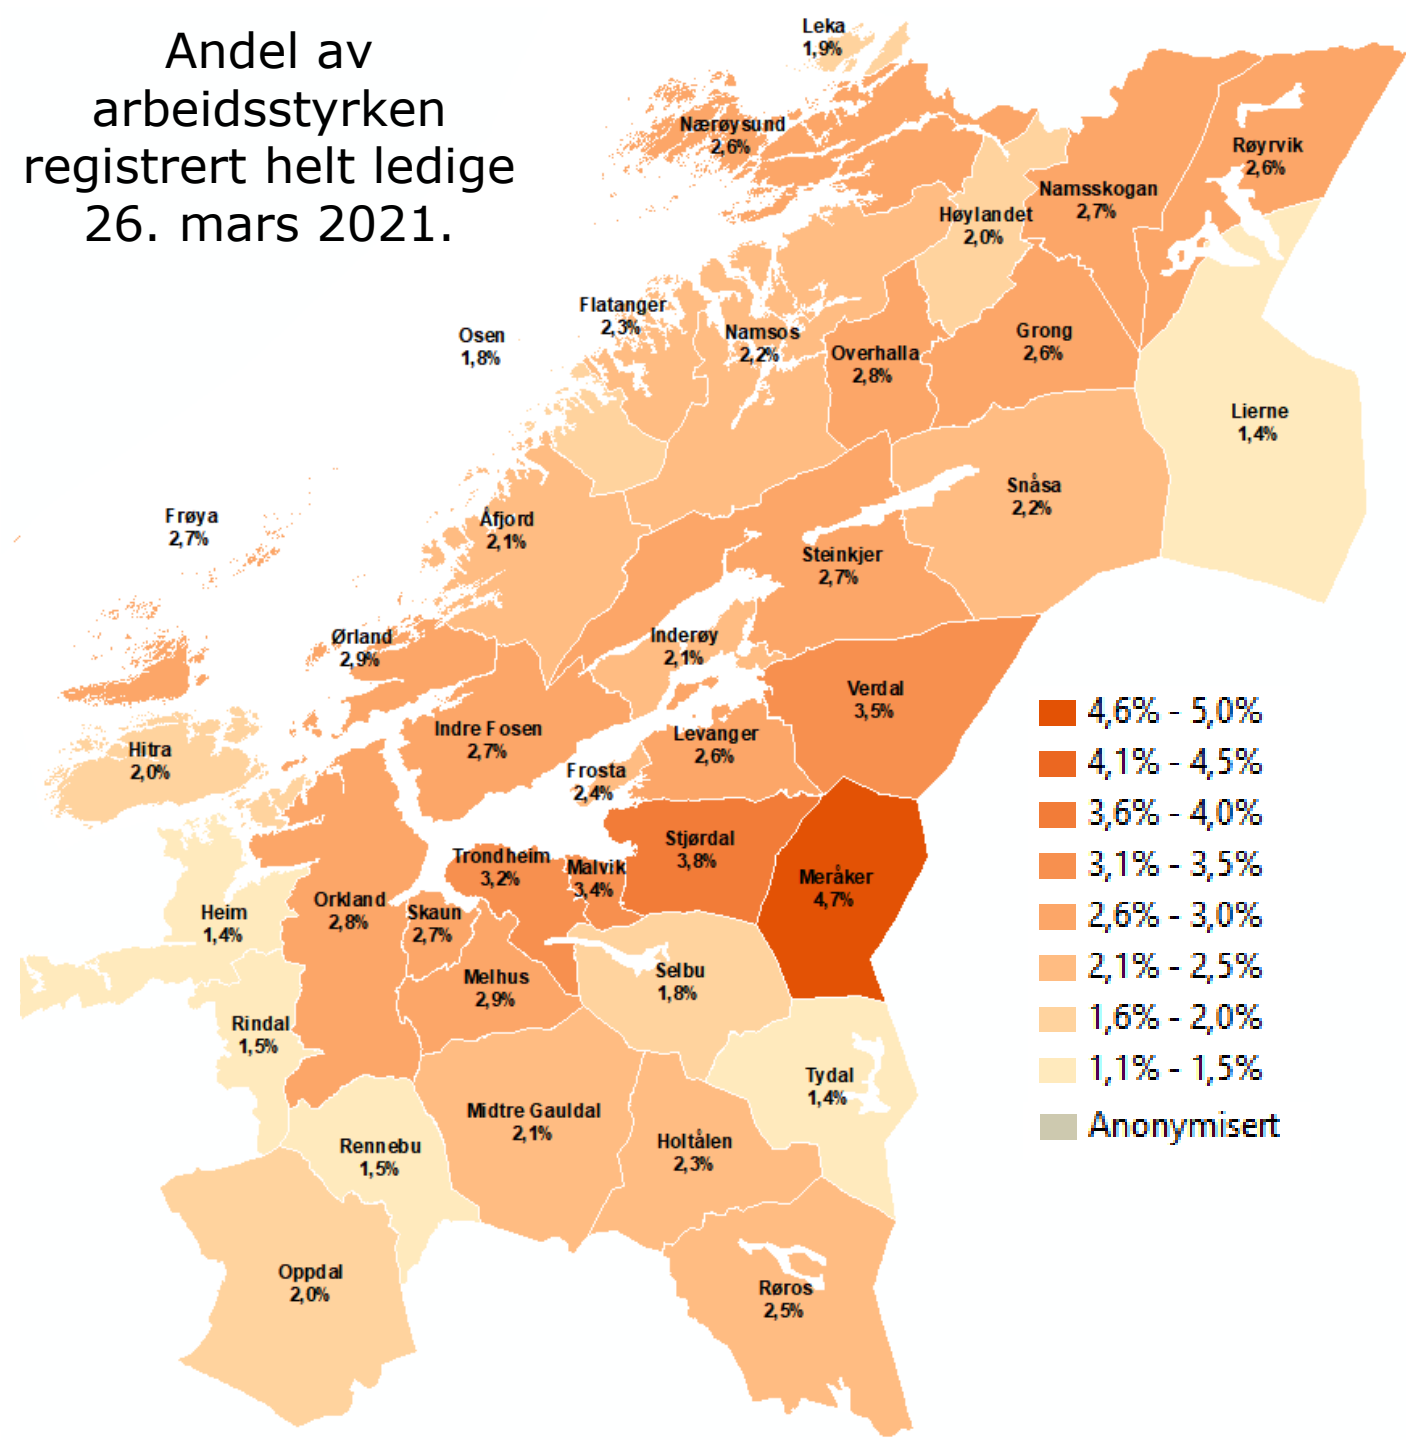 Andel av
arbeidsstyrken
registrert helt ledige
26. mars 2021.
Leka
1,9%
Nærøysund
2,6%
Røyrvik
2,6%
Namsskogan
2,7%
Høylandet
2,0%
Flatanger
2,3%
Osen
1,8%
Namsos
2,2%
Overhalla
2,8%
Grong
2,6%
Lierne
1,4%
Snåsa
2,2%
Frøya
2,7%
Åfjord
2,1%
Steinkjer
2,7%
Ørland
2,9%
Inderøy
2,1%
Verdal
3,5%
Indre Fosen
2,7%
Levanger
2,6%
Hitra
2,0%
Frosta
2,4%
Stjørdal
3,8%
Trondheim
3,2%
Malvik
3,4%
Meråker
4,7%
Orkland
2,8%
Skaun
2,7%
Heim
1,4%
Melhus
2,9%
Selbu
1,8%
Rindal
1,5%
Tydal
1,4%
Midtre Gauldal
2,1%
Rennebu
1,5%
Holtålen
2,3%
Oppdal
2,0%
Røros
2,5%
4,6% - 5,0%
4,1% - 4,5%
3,6% - 4,0%
3,1% - 3,5%
2,6% - 3,0%
2,1% - 2,5%
1,6% - 2,0%
1,1% - 1,5%
Anonymisert